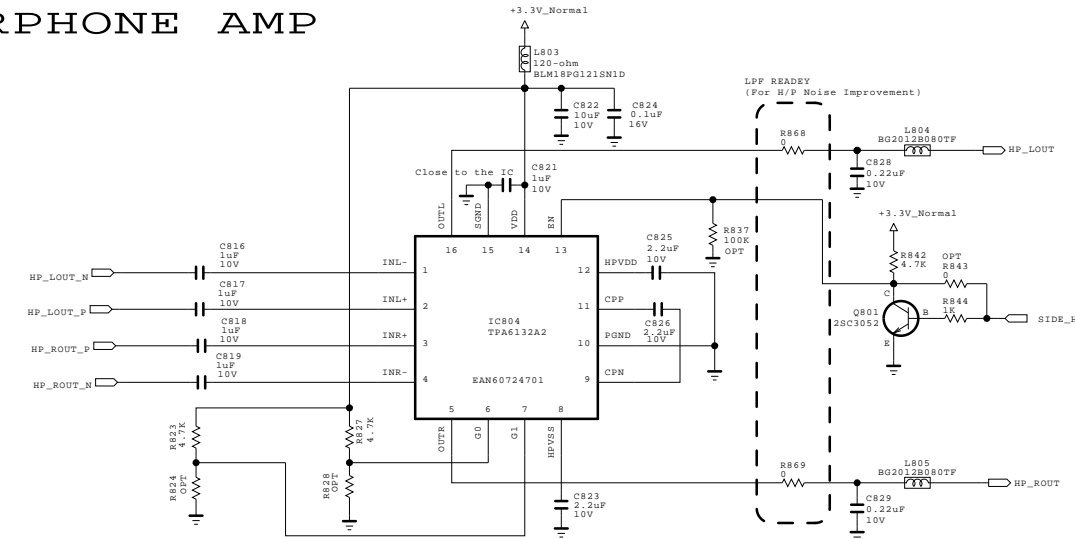 RPHONE AMP
+3.3V_Normal
L803
120-ohm
BLM18PG121SN1D
C822
10uF
10V
C824
0.1uF
16V
LPF READEY
(For H/P Noise Improvement)
R868
0
L804
BG2012B080TF
HP_LOUT
C828
0.22uF
10V
Close to the IC
C821
1uF
10V
OUTL
SGND
VDD
EN
16
15
14
13
+3.3V_Normal
R837
100K
OPT
C825
2.2uF
10V
R842
4.7K
OPT
R843
0
C816
1uF
10V
HP_LOUT_N
INL-
1
12
HPVDD
C817
1uF
10V
HP_LOUT_P
INL+
2
11
CPP
C
Q801
2SC3052
B
E
R844
1K
SIDE_H
C818
1uF
10V
HP_ROUT_P
INR+
3
IC804
TPA6132A2
10
PGND
C826
2.2uF
10V
C819
1uF
10V
HP_ROUT_N
INR-
4
EAN60724701
9
CPN
5
6
7
8
OUTR
G0
G1
HPVSS
R823
4.7K
R827
4.7K
R824
OPT
R828
OPT
C823
2.2uF
10V
R869
0
L805
BG2012B080TF
HP_ROUT
C829
0.22uF
10V